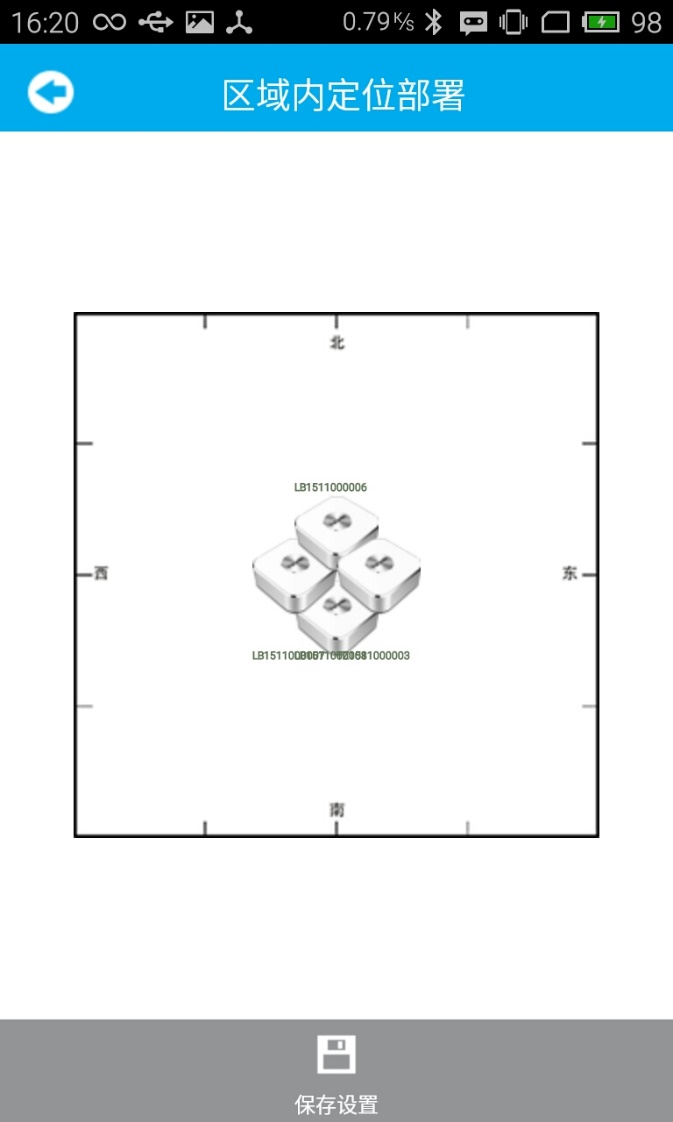 16:20 0.79 K/s 98
区域内定位部署
北
LB1511000006
西 东
南
保存设置